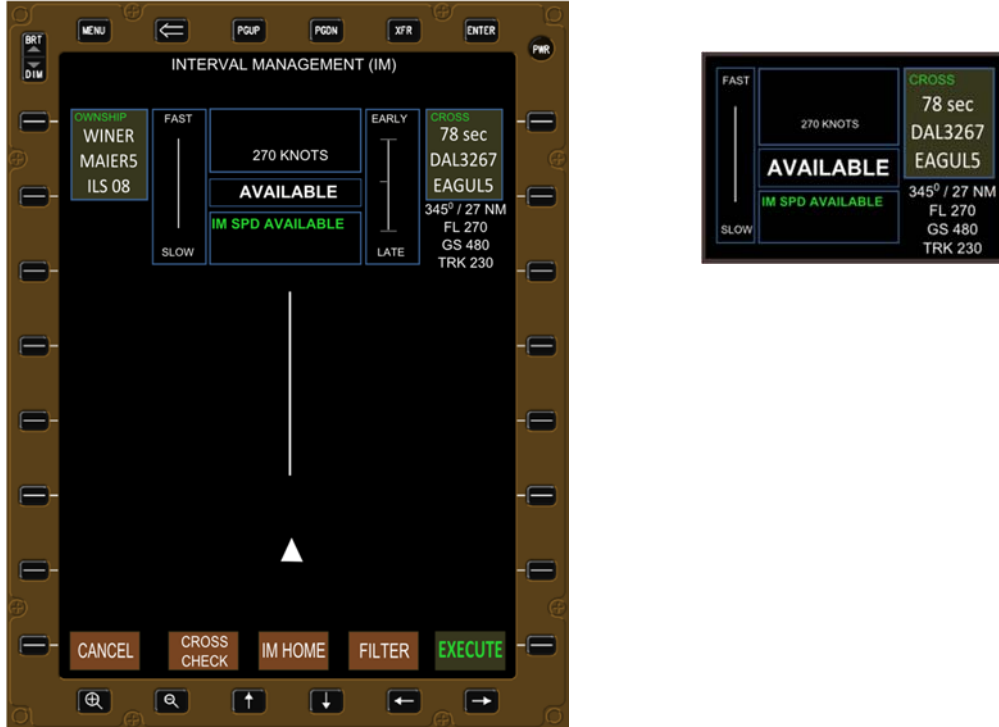 BRT
DIM
MENU
PGUP
PGDN
XFR
ENTER
PWR
INTERVAL MANAGEMENT (IM)
OWNSHIP
WINER
MAIER5
ILS 08
FAST
SLOW
270 KNOTS
AVAILABLE
IM SPD AVAILABLE
EARLY
LATE
CROSS
78 sec
DAL3267
EAGUL5
345⁰ / 27 NM
FL 270
GS 480
TRK 230
CANCEL
CROSS
CHECK
IM HOME
FILTER
EXECUTE
FAST
SLOW
270 KNOTS
AVAILABLE
IM SPD AVAILABLE
CROSS
78 sec
DAL3267
EAGUL5
345⁰ / 27 NM
FL 270
GS 480
TRK 230